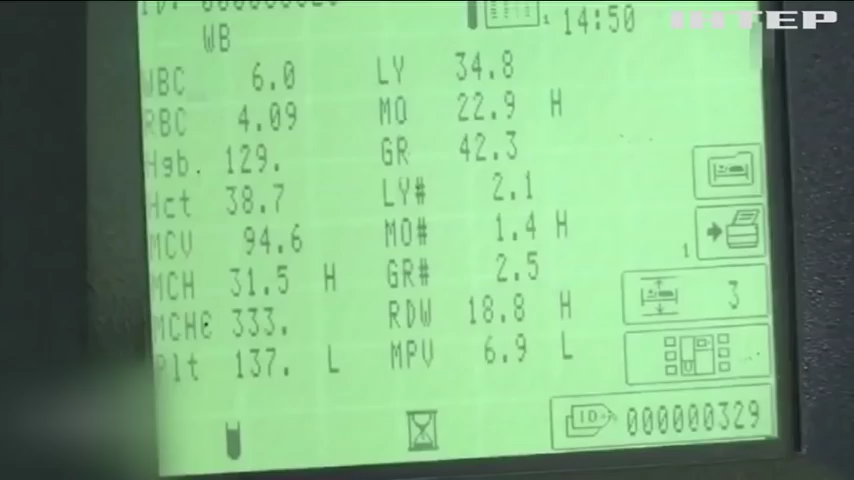 ІНТЕР
14:50
WB
WBC 6.0 LY 34.8
RBC 4.09 MO 22.9 H
Hgb. 129. GR 42.3
Hct 38.7 LY# 2.1
MCV 94.6 MO# 1.4 H
MCH 31.5 H GR# 2.5
MCHC 333. RDW 18.8 H
Plt 137. L MPV 6.9 L
1
1
3
ID 000000329